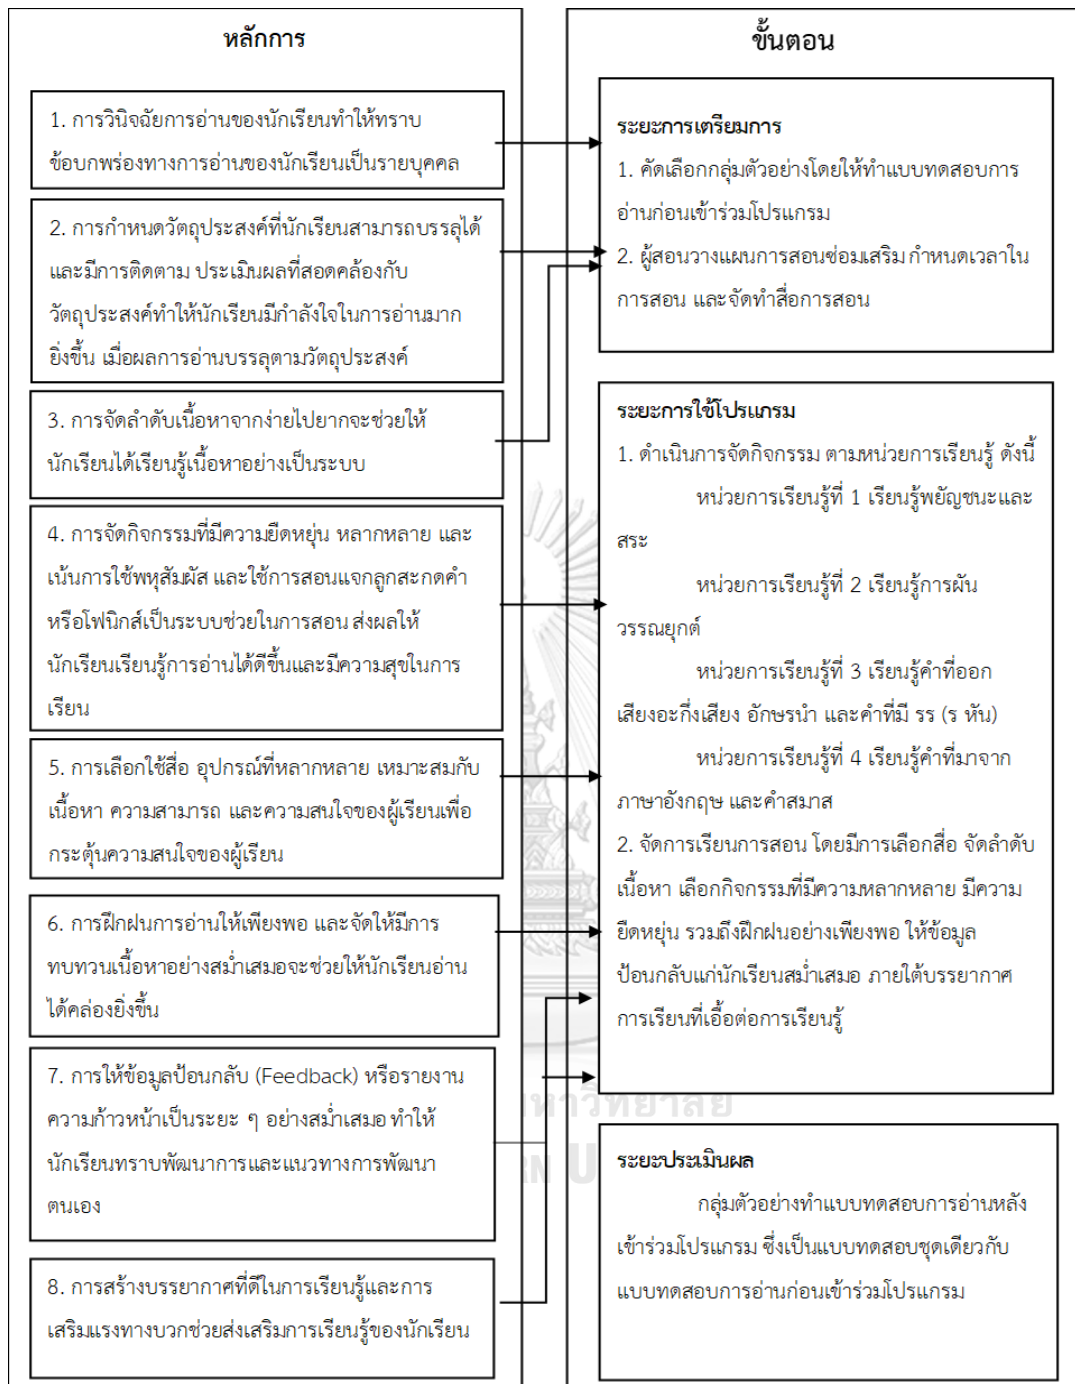 หลักการ
1. การวินิจฉัยการอ่านของนักเรียนทำให้ทราบ
ข้อบกพร่องทางการอ่านของนักเรียนเป็นรายบุคคล
2. การกำหนดวัตถุประสงค์ที่นักเรียนสามารถบรรลุได้
และมีการติดตาม ประเมินผลที่สอดคล้องกับ
วัตถุประสงค์ทำให้นักเรียนมีกำลังใจในการอ่านมาก
ยิ่งขึ้น เมื่อผลการอ่านบรรลุตามวัตถุประสงค์
3. การจัดลำดับเนื้อหาจากง่ายไปยากจะช่วยให้
นักเรียนได้เรียนรู้เนื้อหาอย่างเป็นระบบ
4. การจัดกิจกรรมที่มีความยืดหยุ่น หลากหลาย และ
เน้นการใช้พหุสัมผัส และใช้การสอนแจกลูกสะกดคำ
หรือโฟนิกส์เป็นระบบช่วยในการสอน ส่งผลให้
นักเรียนเรียนรู้การอ่านได้ดีขึ้นและมีความสุขในการ
เรียน
5. การเลือกใช้สื่อ อุปกรณ์ที่หลากหลาย เหมาะสมกับ
เนื้อหา ความสามารถ และความสนใจของผู้เรียนเพื่อ
กระตุ้นความสนใจของผู้เรียน
6. การฝึกฝนการอ่านให้เพียงพอ และจัดให้มีการ
ทบทวนเนื้อหาอย่างสม่ำเสมอจะช่วยให้นักเรียนอ่าน
ได้คล่องยิ่งขึ้น
7. การให้ข้อมูลป้อนกลับ (Feedback) หรือรายงาน
ความก้าวหน้าเป็นระยะ ๆ อย่างสม่ำเสมอ ทำให้
นักเรียนทราบพัฒนาการและแนวทางการพัฒนา
ตนเอง
8. การสร้างบรรยากาศที่ดีในการเรียนรู้และการ
เสริมแรงทางบวกช่วยส่งเสริมการเรียนรู้ของนักเรียน
ขั้นตอน
ระยะการเตรียมการ
1. คัดเลือกกลุ่มตัวอย่างโดยให้ทำแบบทดสอบการ
อ่านก่อนเข้าร่วมโปรแกรม
2. ผู้สอนวางแผนการสอนซ่อมเสริม กำหนดเวลาใน
การสอน และจัดทำสื่อการสอน
ระยะการใช้โปรแกรม
1. ดำเนินการจัดกิจกรรม ตามหน่วยการเรียนรู้ ดังนี้
หน่วยการเรียนรู้ที่ 1 เรียนรู้พยัญชนะและ
สระ
หน่วยการเรียนรู้ที่ 2 เรียนรู้การผัน
วรรณยุกต์
หน่วยการเรียนรู้ที่ 3 เรียนรู้คำที่ออก
เสียงอะกึ่งเสียง อักษรนำ และคำที่มี รร (ร หัน)
หน่วยการเรียนรู้ที่ 4 เรียนรู้คำที่มาจาก
ภาษาอังกฤษ และคำสมาส
2. จัดการเรียนการสอน โดยมีการเลือกสื่อ จัดลำดับ
เนื้อหา เลือกกิจกรรมที่มีความหลากหลาย มีความ
ยืดหยุ่น รวมถึงฝึกฝนอย่างเพียงพอ ให้ข้อมูล
ป้อนกลับแก่นักเรียนสม่ำเสมอ ภายใต้บรรยากาศ
การเรียนที่เอื้อต่อการเรียนรู้
ระยะประเมินผล
กลุ่มตัวอย่างทำแบบทดสอบการอ่านหลัง
เข้าร่วมโปรแกรม ซึ่งเป็นแบบทดสอบชุดเดียวกับ
แบบทดสอบการอ่านก่อนเข้าร่วมโปรแกรม